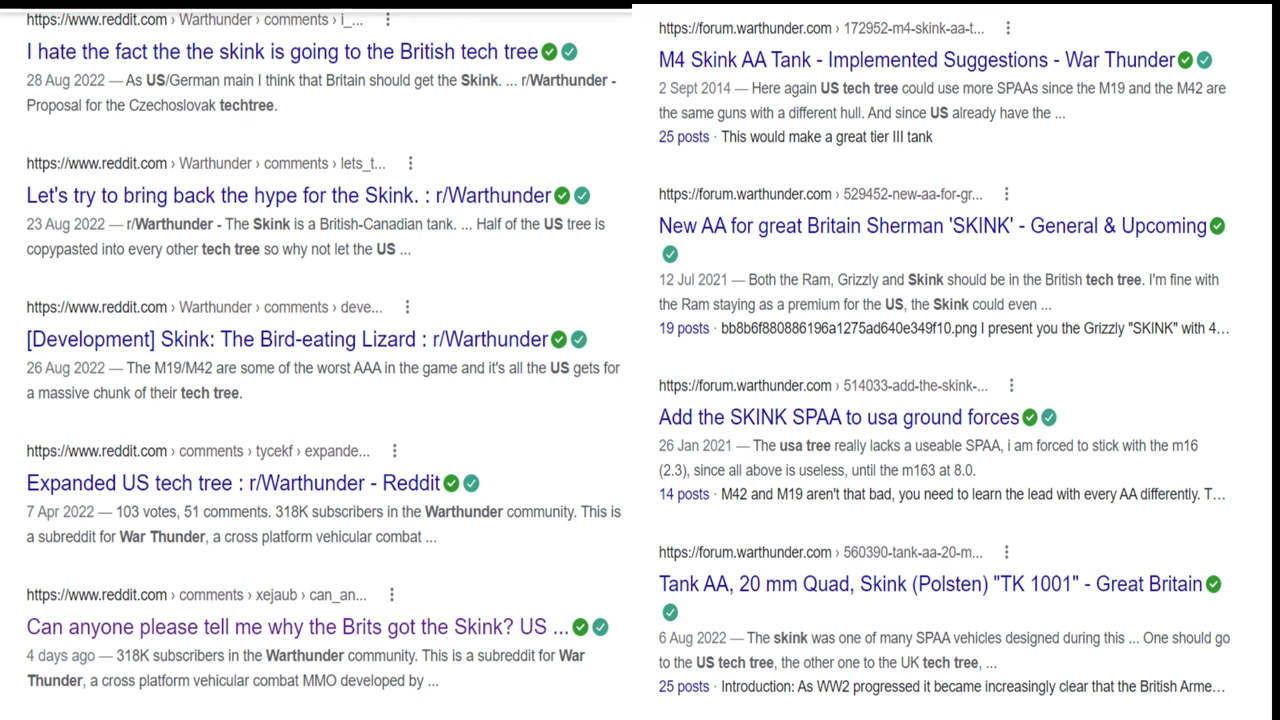 https://www.reddit.com › Warthunder › comments › i_...
I hate the fact the the skink is going to the British tech tree
28 Aug 2022 — As US/German main I think that Britain should get the Skink. ... r/Warthunder -
Proposal for the Czechoslovak techtree.
https://www.reddit.com › Warthunder › comments › lets_t...
Let's try to bring back the hype for the Skink. : r/Warthunder
23 Aug 2022 — r/Warthunder - The Skink is a British-Canadian tank. ... Half of the US tree is
copypasted into every other tech tree so why not let the US ...
https://www.reddit.com › Warthunder › comments › deve...
[Development] Skink: The Bird-eating Lizard : r/Warthunder
26 Aug 2022 — The M19/M42 are some of the worst AAA in the game and it's all the US gets for
a massive chunk of their tech tree.
https://www.reddit.com › comments › tycekf › expande...
Expanded US tech tree : r/Warthunder - Reddit
7 Apr 2022 — 103 votes, 51 comments. 318K subscribers in the Warthunder community. This is
a subreddit for War Thunder, a cross platform vehicular combat ...
https://www.reddit.com › comments › xejaub › can_an...
Can anyone please tell me why the Brits got the Skink? US ...
4 days ago — 318K subscribers in the Warthunder community. This is a subreddit for War
Thunder, a cross platform vehicular combat MMO developed by ...
https://forum.warthunder.com › 172952-m4-skink-aa-t...
M4 Skink AA Tank - Implemented Suggestions - War Thunder
2 Sept 2014 — Here again US tech tree could use more SPAAs since the M19 and the M42 are
the same guns with a different hull. And since US already have the ...
25 posts · This would make a great tier III tank
https://forum.warthunder.com › 529452-new-aa-for-gr...
New AA for great Britain Sherman 'SKINK' - General & Upcoming
12 Jul 2021 — Both the Ram, Grizzly and Skink should be in the British tech tree. I'm fine with
the Ram staying as a premium for the US, the Skink could even ...
19 posts · bb8b6f880886196a1275ad640e349f10.png I present you the Grizzly "SKINK" with 4...
https://forum.warthunder.com › 514033-add-the-skink-...
Add the SKINK SPAA to usa ground forces
26 Jan 2021 — The usa tree really lacks a useable SPAA, i am forced to stick with the m16
(2.3), since all above is useless, until the m163 at 8.0.
14 posts · M42 and M19 aren't that bad, you need to learn the lead with every AA differently. T...
https://forum.warthunder.com › 560390-tank-aa-20-m...
Tank AA, 20 mm Quad, Skink (Polsten) "TK 1001" - Great Britain
6 Aug 2022 — The skink was one of many SPAA vehicles designed during this ... One should go
to the US tech tree, the other one to the UK tech tree, ...
25 posts · Introduction: As WW2 progressed it became increasingly clear that the British Arme...